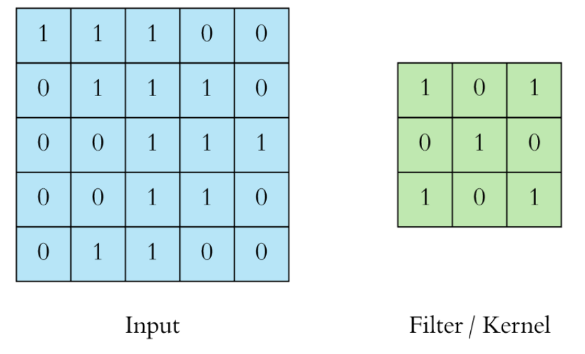 1 1 1 0 0
0 1 1 1 0
1 0 1
0 0 1 1 1
0 1 0
0 0 1 1 0
1 0 1
0 1 1 0 0
Input
Filter / Kernel